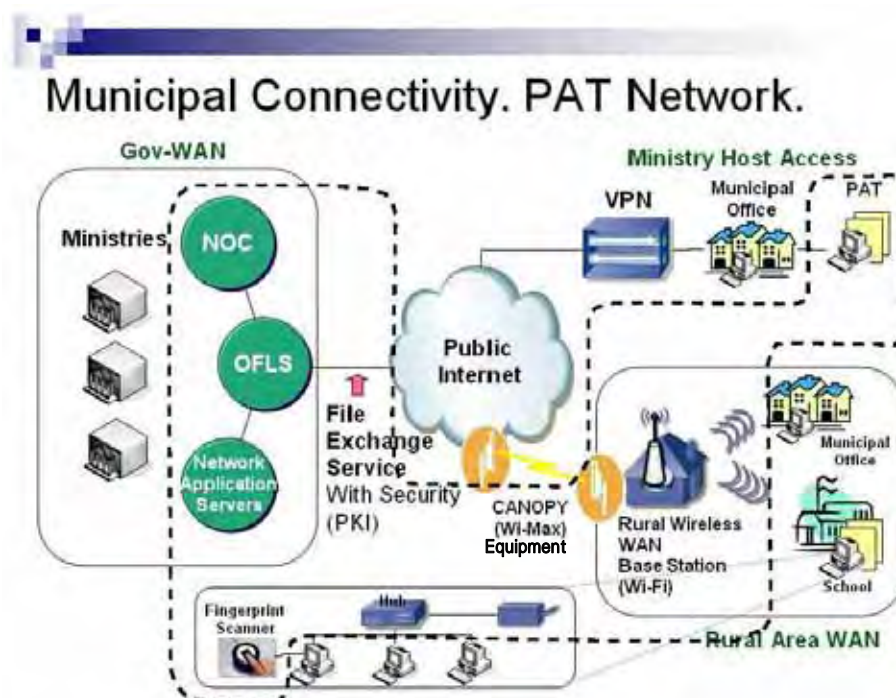 Municipal Connectivity. PAT Network.
Gov-WAN
Ministries
NOC
OFLS
Network
Application
Servers
File
Exchange
Service
With Security
(PKI)
Public
Internet
Ministry Host Access
VPN
Municipal
Office
PAT
CANOPY
(Wi-Max)
Equipment
Rural Wireless
WAN
Base Station
(Wi-Fi)
Municipal
Office
School
Rural Area WAN
Fingerprint
Scanner
Hub